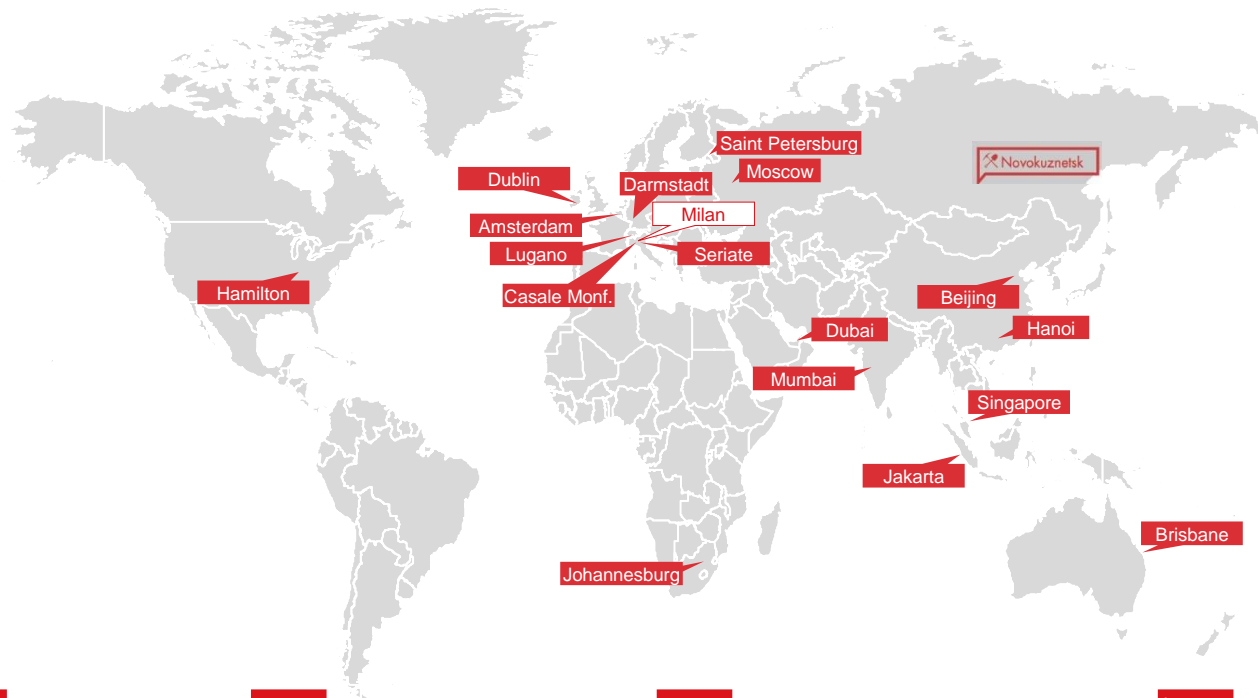 Saint Petersburg
Novokuznetsk
Moscow
Dublin
Darmstadt
Milan
Amsterdam
Lugano
Seriate
Hamilton
Casale Monf.
Beijing
Dubai
Hanoi
Mumbai
Singapore
Jakarta
Brisbane
Johannesburg